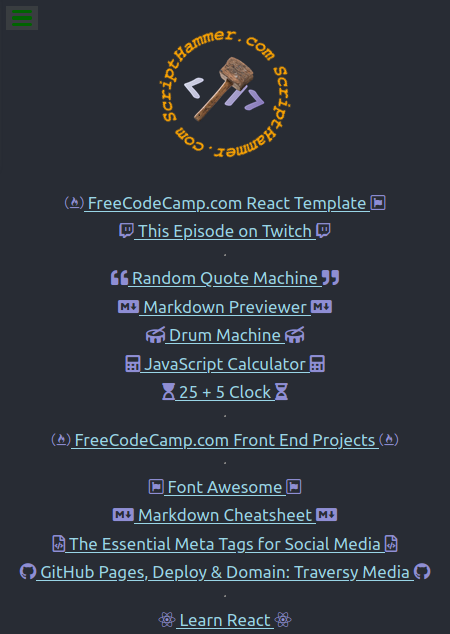 ScriptHammer.com ScriptHammer.com
</>
FreeCodeCamp.com React Template
This Episode on Twitch
.
Random Quote Machine
Markdown Previewer
Drum Machine
JavaScript Calculator
25 + 5 Clock
.
FreeCodeCamp.com Front End Projects
.
Font Awesome
Markdown Cheatsheet
The Essential Meta Tags for Social Media
GitHub Pages, Deploy & Domain: Traversy Media
.
Learn React